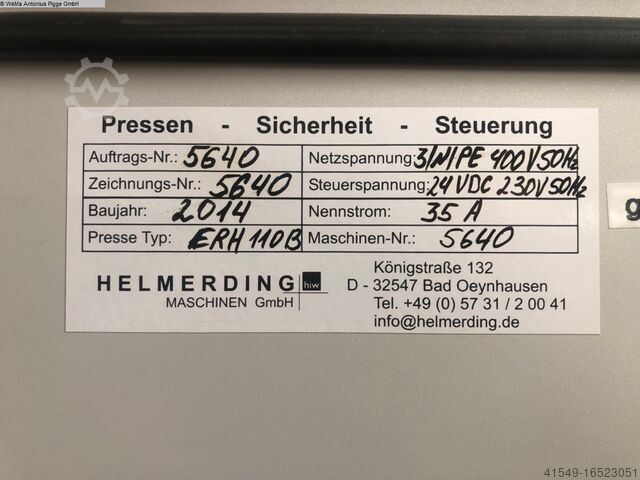 © WeMa Antonius Pigge GmbH
Pressen - Sicherheit - Steuerung
Auftrags-Nr.: 5640 Netzspannung: 3/N/PE 400V 50Hz
Zeichnungs-Nr.: 5640 Steuerspannung: 24VDC 230V 50Hz
Baujahr: 2014 Nennstrom: 35 A
Presse Typ: ERH 110B Maschinen-Nr.: 5640
HELMERDING hiw
MASCHINEN GmbH
Königstraße 132
D - 32547 Bad Oeynhausen
Tel. +49 (0) 57 31 / 2 00 41
info@helmerding.de
g
41549-16523051